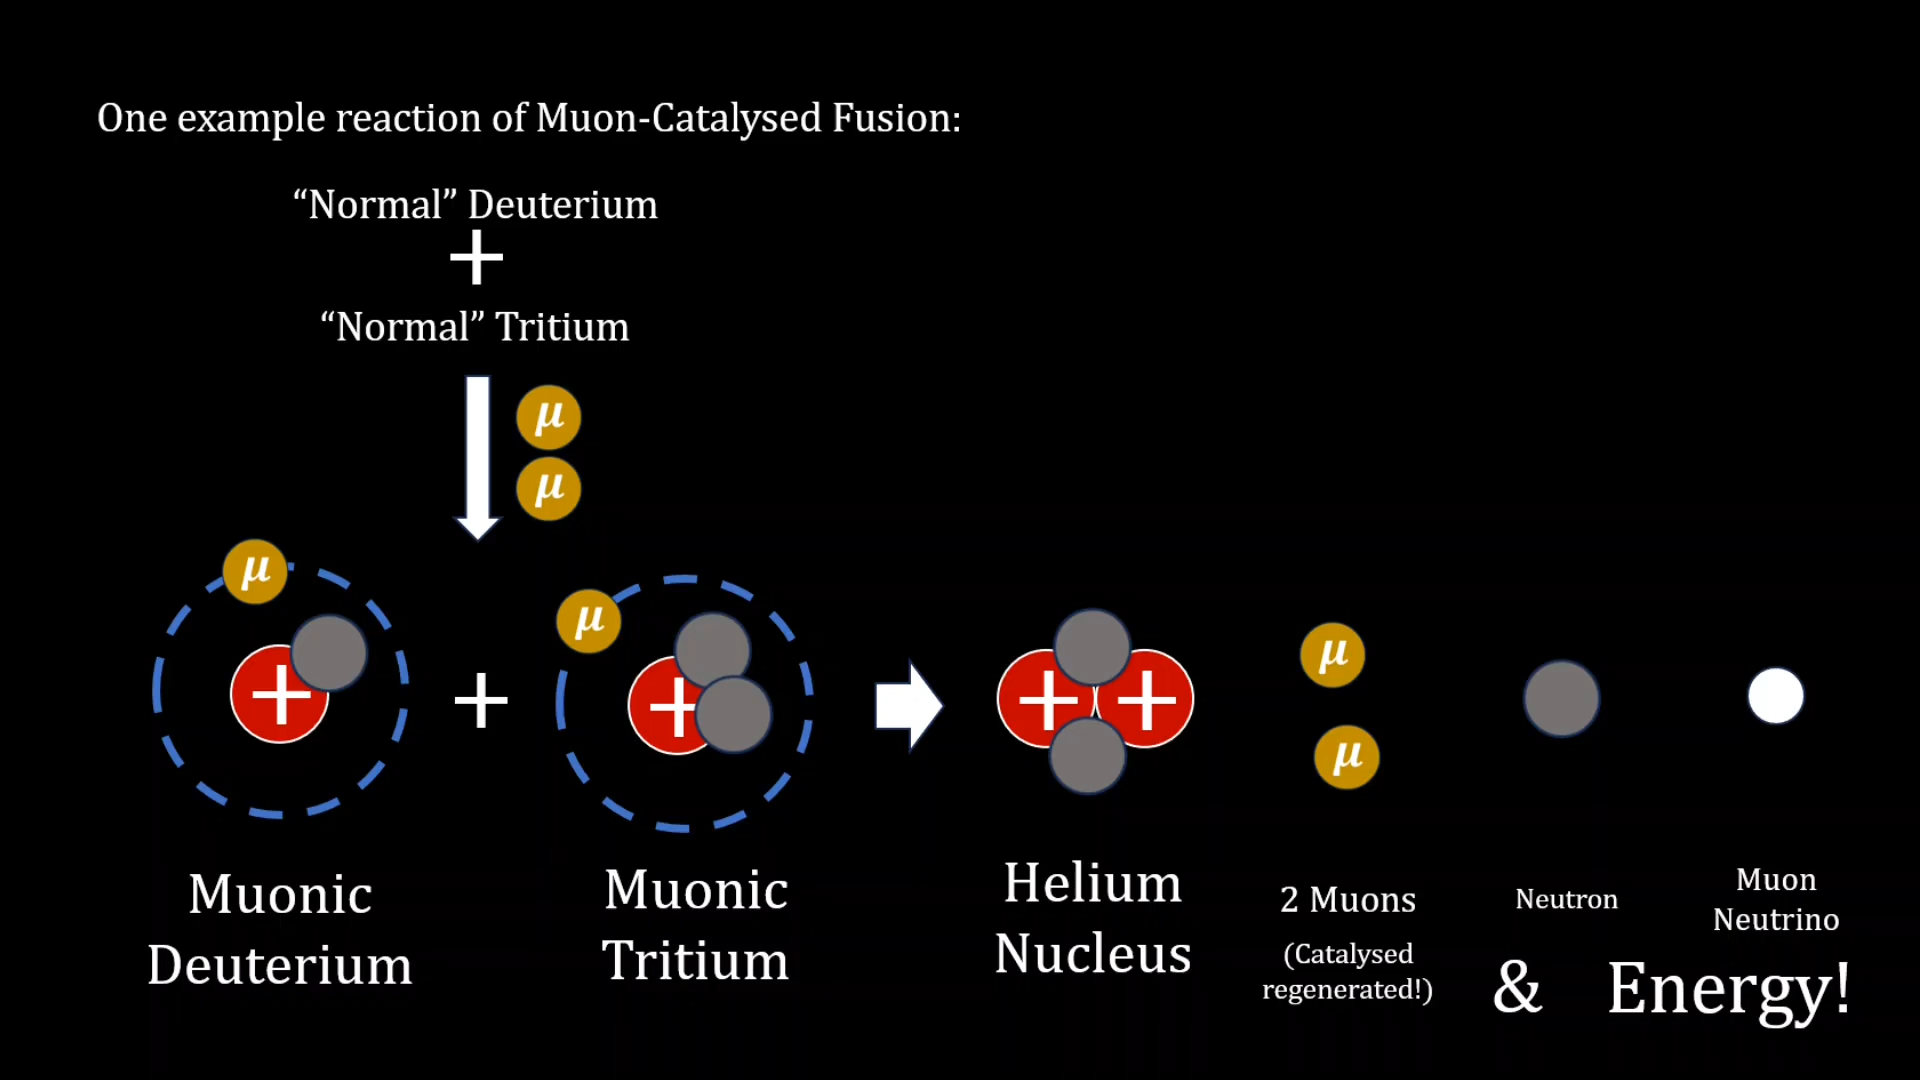 One example reaction of Muon-Catalysed Fusion:
“Normal” Deuterium
+
“Normal” Tritium
μ
μ
μ
μ
+
+
+
+
+
μ
μ
Muonic
Deuterium
Muonic
Tritium
Helium
Nucleus
2 Muons
(Catalysed
regenerated!)
Neutron
Muon
Neutrino
& Energy!